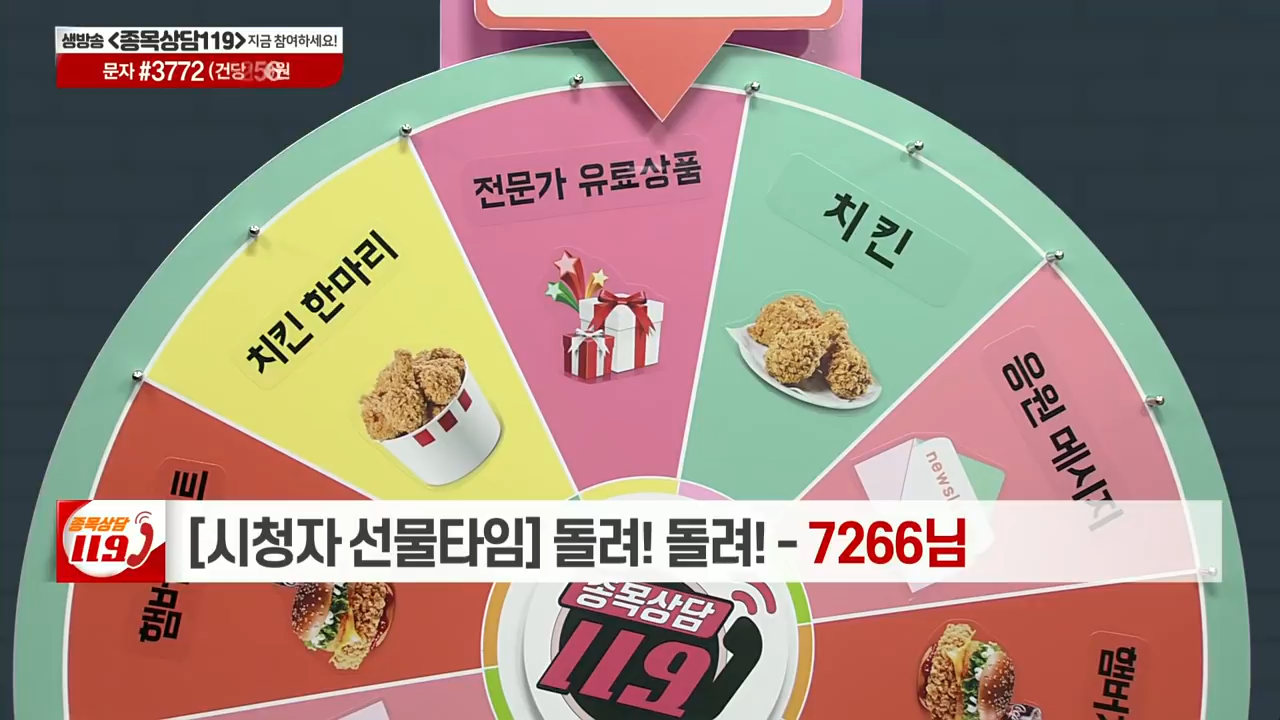 생방송 <종목상담119> 지금 참여하세요!
문자 #3772 (건당
전문가 유료상품
치킨
치킨 한마리
응원 메시지
newsl
종목상담
119
[시청자 선물타임] 돌려! 돌려! - 7266님
종목상담
119